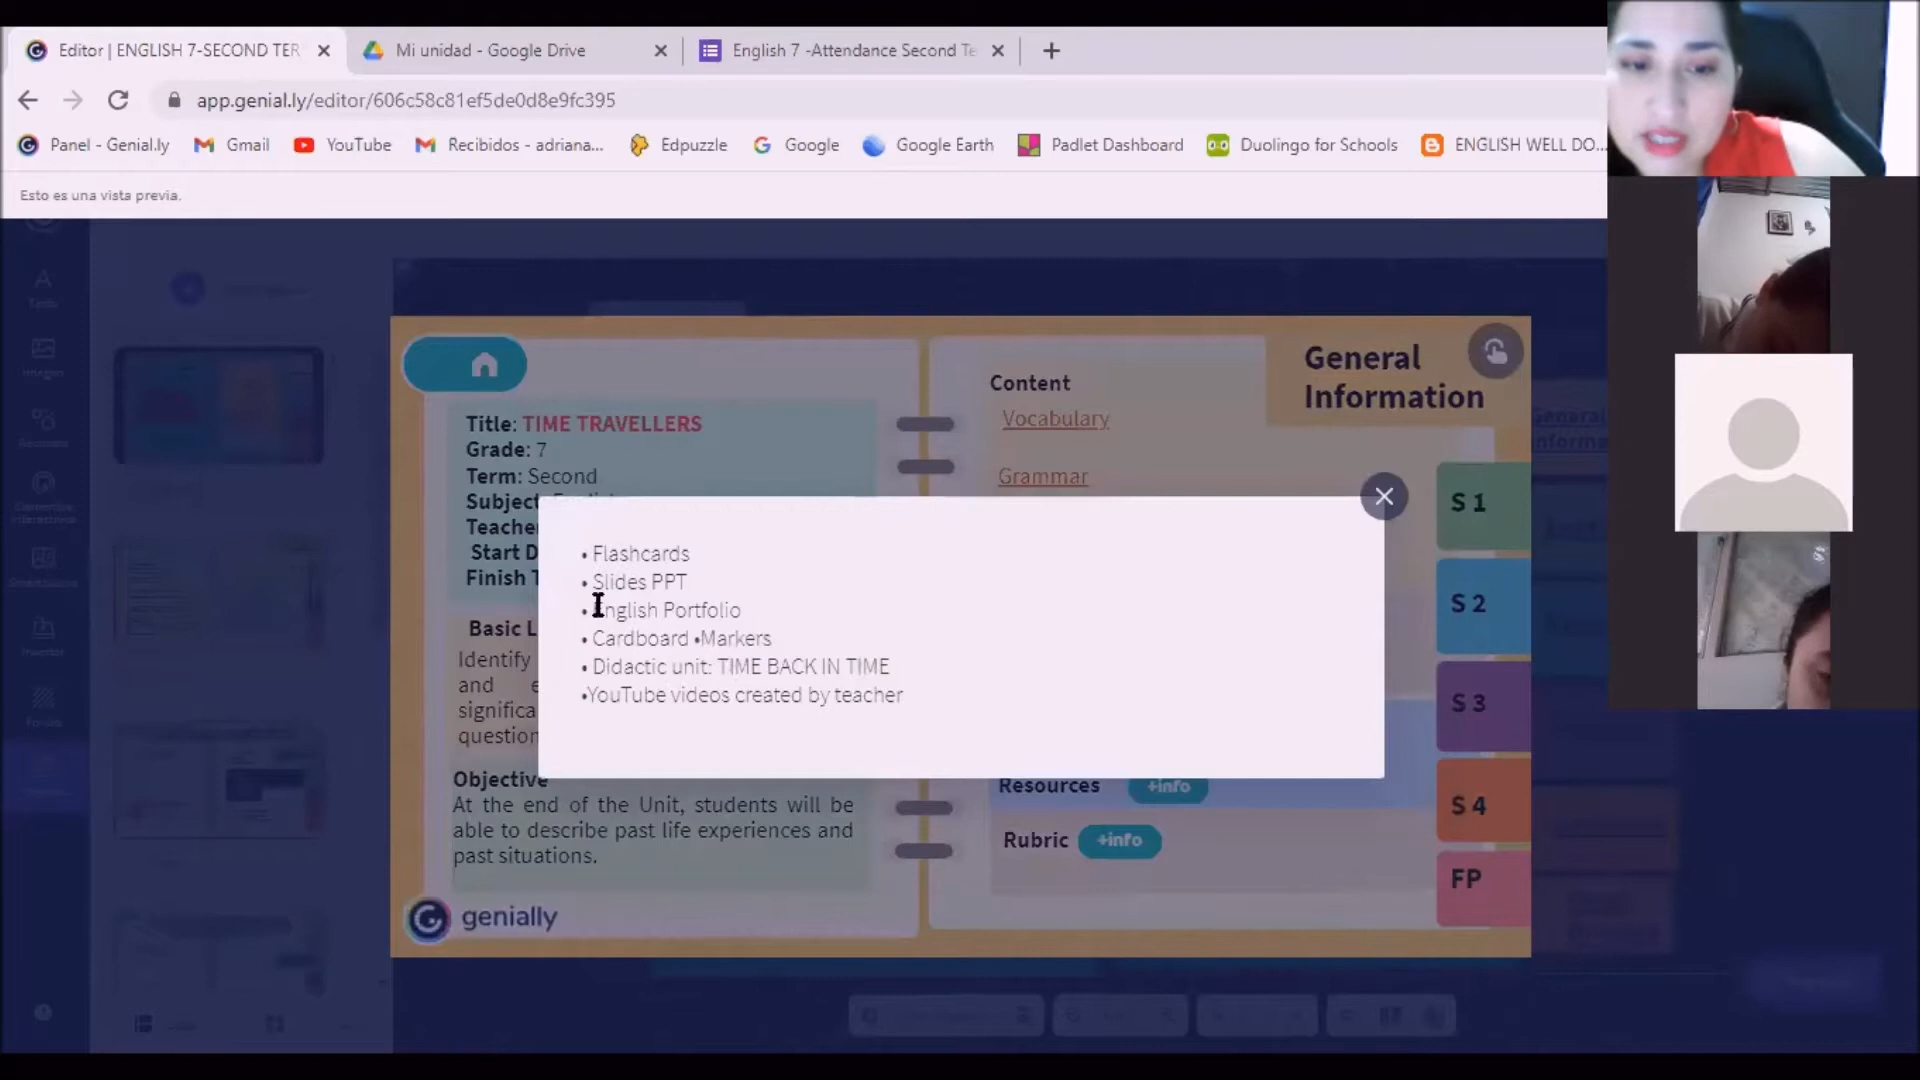 Editor | ENGLISH 7-SECOND TER
Mi unidad - Google Drive
English 7 -Attendance Second Te
app.genial.ly/editor/606c58c81ef5de0d8e9fc395
Panel - Genial.ly
Gmail
YouTube
Recibidos - adriana...
Edpuzzle
Google
Google Earth
Padlet Dashboard
Duolingo for Schools
ENGLISH WELL DO...
Esto es una vista previa.
Title: TIME TRAVELLERS
Grade: 7
Term: Second
Subject
Teache
Start D
Finish T
Basic L
Identify
and e
significa
question
Objective
At the end of the Unit, students will be
able to describe past life experiences and
past situations.
genially
General
Information
Content
Vocabulary
Grammar
• Flashcards
• Slides PPT
• English Portfolio
• Cardboard •Markers
• Didactic unit: TIME BACK IN TIME
•YouTube videos created by teacher
Resources +info
Rubric +info
S 1
S 2
S 3
S 4
FP